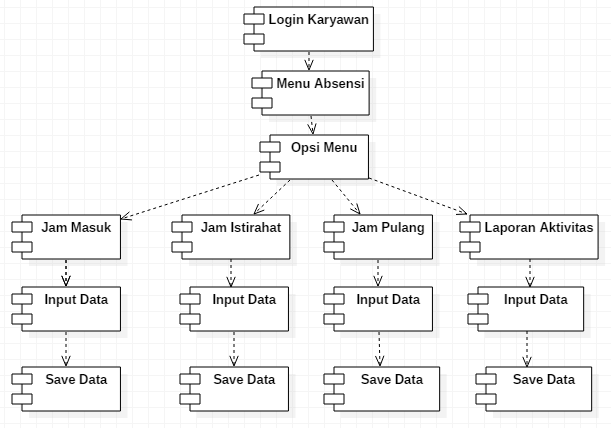 Login Karyawan
Menu Absensi
Opsi Menu
Jam Masuk
Jam Istirahat
Jam Pulang
Laporan Aktivitas
Input Data
Input Data
Input Data
Input Data
Save Data
Save Data
Save Data
Save Data